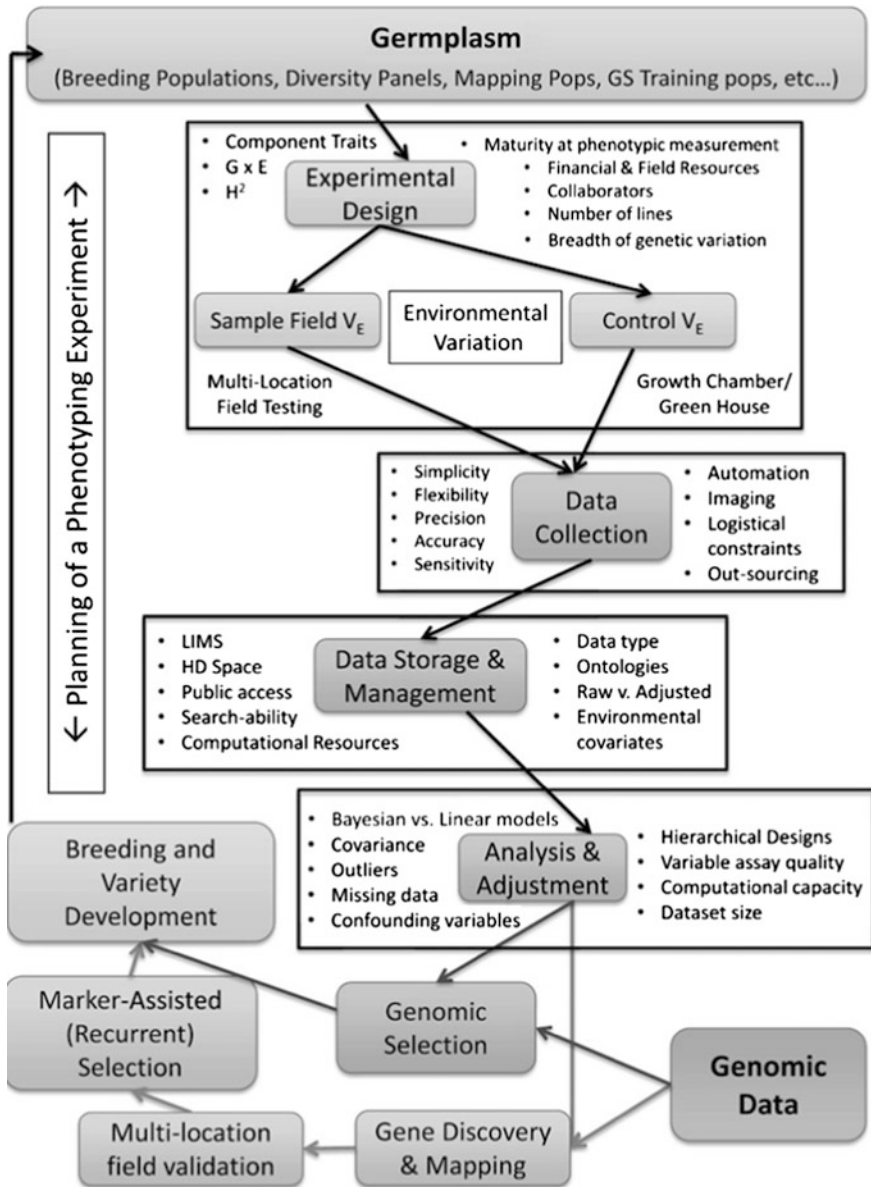 Germplasm
(Breeding Populations, Diversity Panels, Mapping Pops, GS Training pops, etc...)
← Planning of a Phenotyping Experiment →
• Component Traits
• G x E
• H²
Experimental
Design
• Maturity at phenotypic measurement
• Financial & Field Resources
• Collaborators
• Number of lines
• Breadth of genetic variation
Sample Field V_E
Environmental
Variation
Control V_E
Multi-Location
Field Testing
Growth Chamber/
Green House
• Simplicity
• Flexibility
• Precision
• Accuracy
• Sensitivity
Data
Collection
• Automation
• Imaging
• Logistical
constraints
• Out-sourcing
• LIMS
• HD Space
• Public access
• Search-ability
• Computational Resources
Data Storage &
Management
• Data type
• Ontologies
• Raw v. Adjusted
• Environmental
covariates
• Bayesian vs. Linear models
• Covariance
• Outliers
• Missing data
• Confounding variables
Analysis &
Adjustment
• Hierarchical Designs
• Variable assay quality
• Computational capacity
• Dataset size
Breeding and
Variety
Development
Marker-Assisted
(Recurrent)
Selection
Genomic
Selection
Genomic
Data
Multi-location
field validation
Gene Discovery
& Mapping